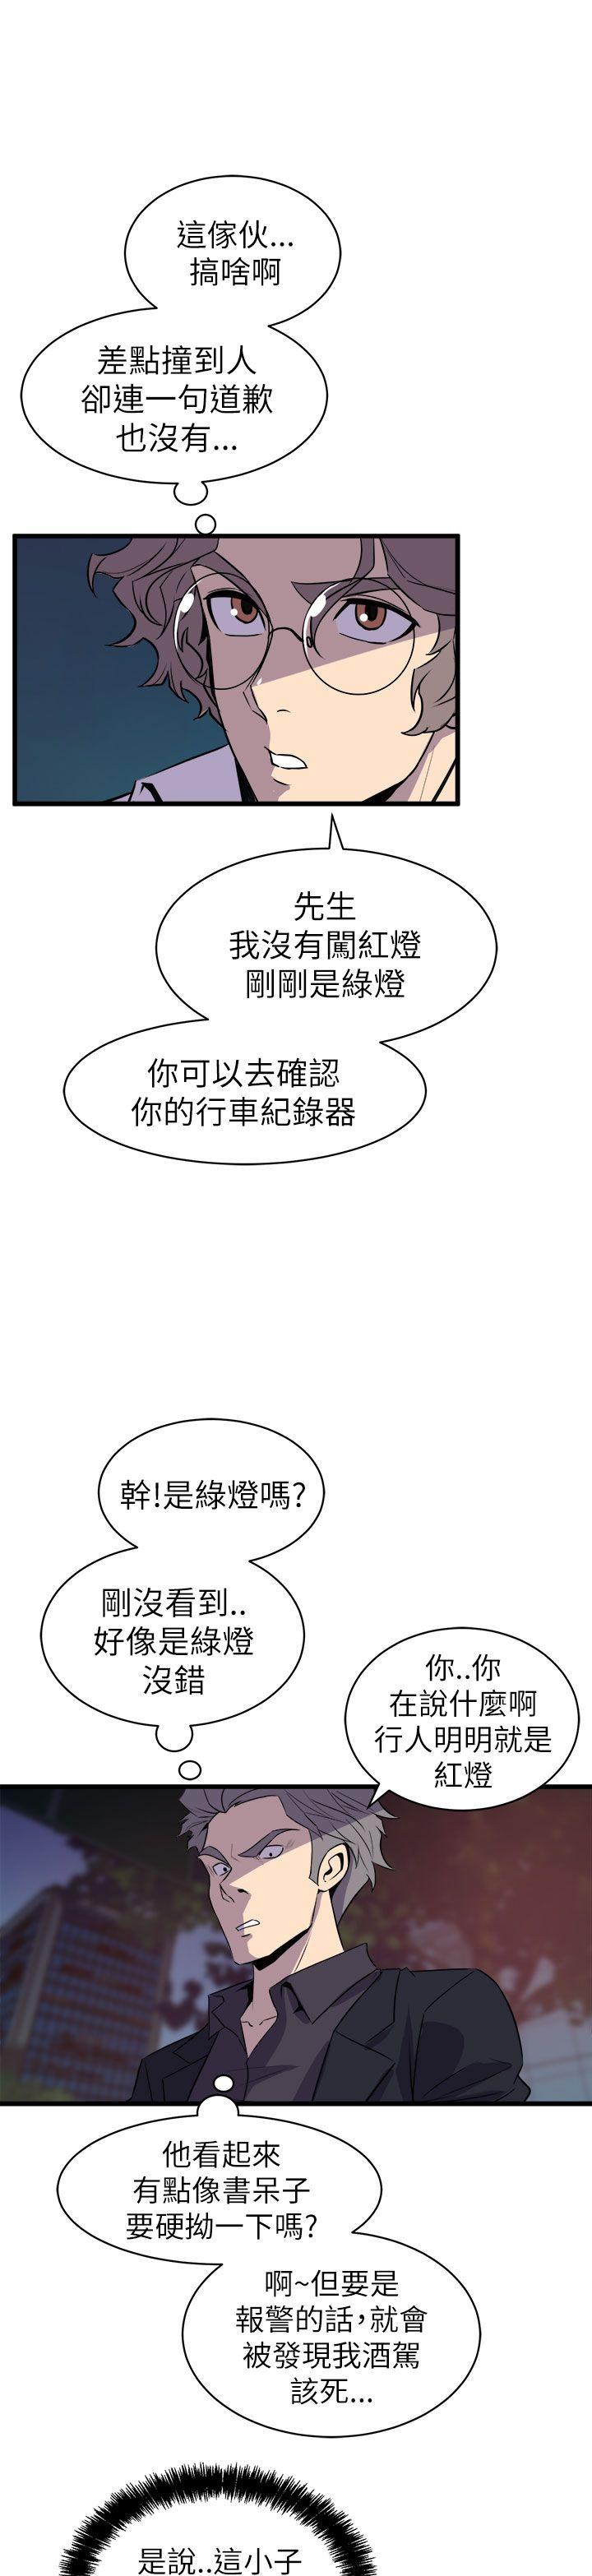 這傢伙...
搞啥啊
差點撞到人
卻連一句道歉
也沒有...
先生
我沒有闖紅燈
剛剛是綠燈
你可以去確認
你的行車紀錄器
幹!是綠燈嗎?
剛沒看到..
好像是綠燈
沒錯
你..你
在說什麼啊
行人明明就是
紅燈
他看起來
有點像書呆子
要硬拗一下嗎?
啊~但要是
報警的話,就會
被發現我酒駕
該死...
是說..這小子